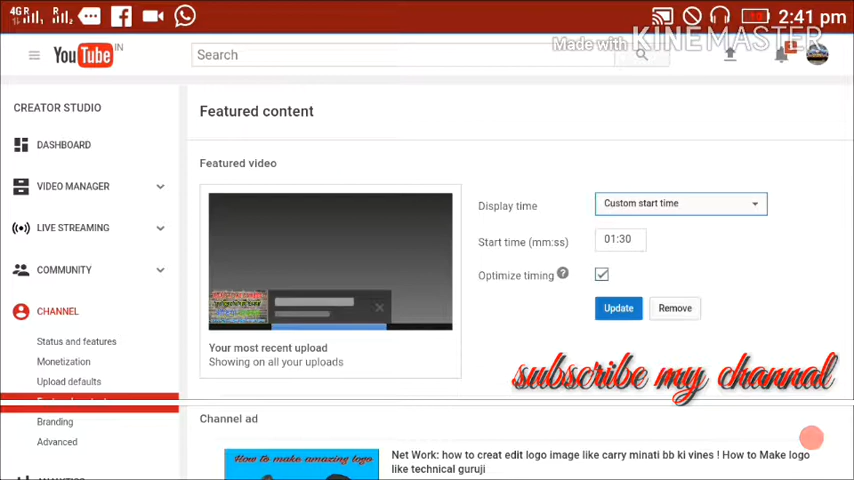 4G R R 2:41 pm
Made with KINEMASTER
YouTube IN
Search
1
CREATOR STUDIO
DASHBOARD
VIDEO MANAGER
LIVE STREAMING
COMMUNITY
CHANNEL
Status and features
Monetization
Upload defaults
Branding
Advanced
Featured content
Featured video
Display time
Custom start time
Start time (mm:ss)
01:30
Optimize timing ?
Update
Remove
Your most recent upload
Showing on all your uploads
subscribe my channal
Channel ad
How to make amazing logo
Net Work: how to creat edit logo image like carry minati bb ki vines ! How to Make logo
like technical guruji